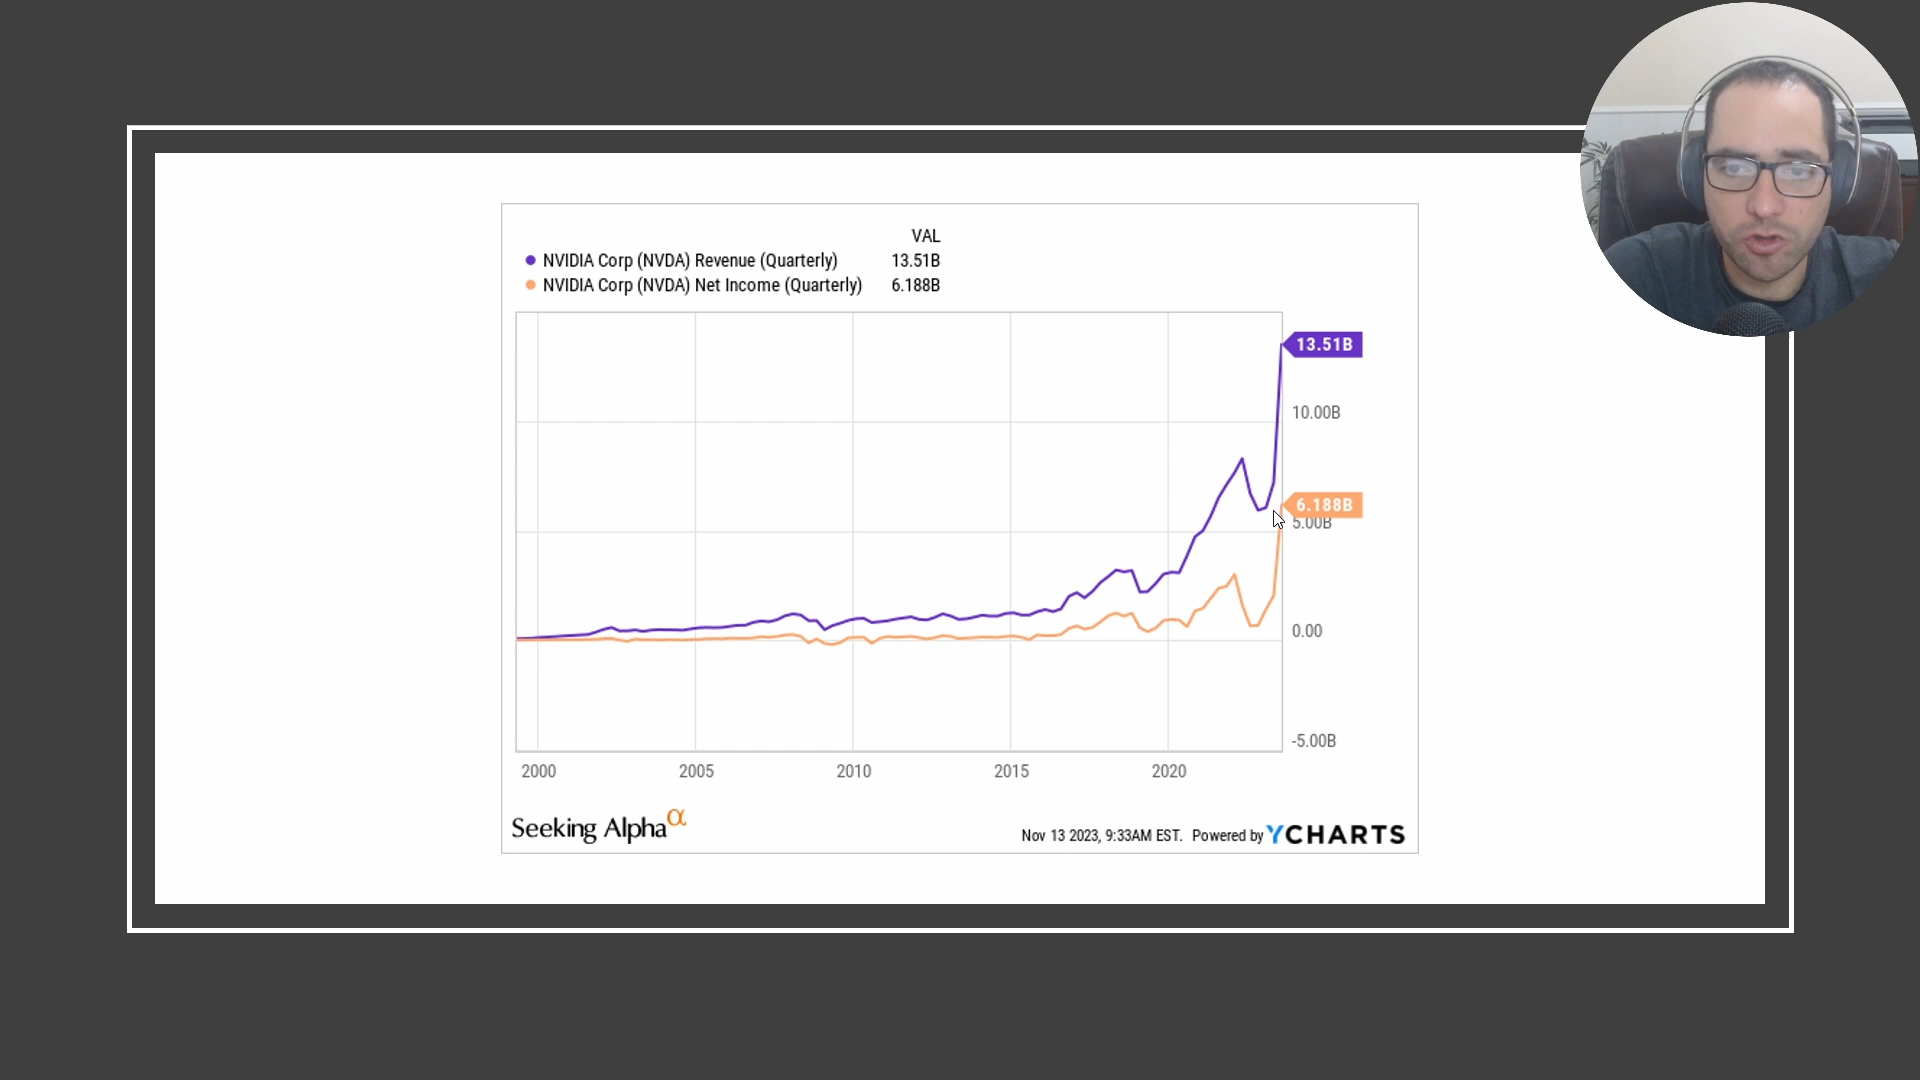 VAL
NVIDIA Corp (NVDA) Revenue (Quarterly) 13.51B
NVIDIA Corp (NVDA) Net Income (Quarterly) 6.188B
13.51B
10.00B
6.188B
5.00B
0.00
-5.00B
2000 2005 2010 2015 2020
Seeking Alpha α
Nov 13 2023, 9:33AM EST. Powered by YCHARTS